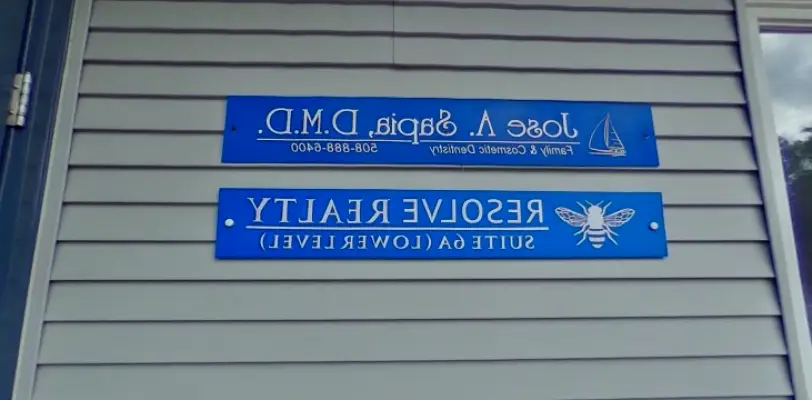 Jose A. Sapia, D.M.D.
Family & Cosmetic Dentistry 508-888-6400
RESOLVE REALTY
SUITE 6A (LOWER LEVEL)